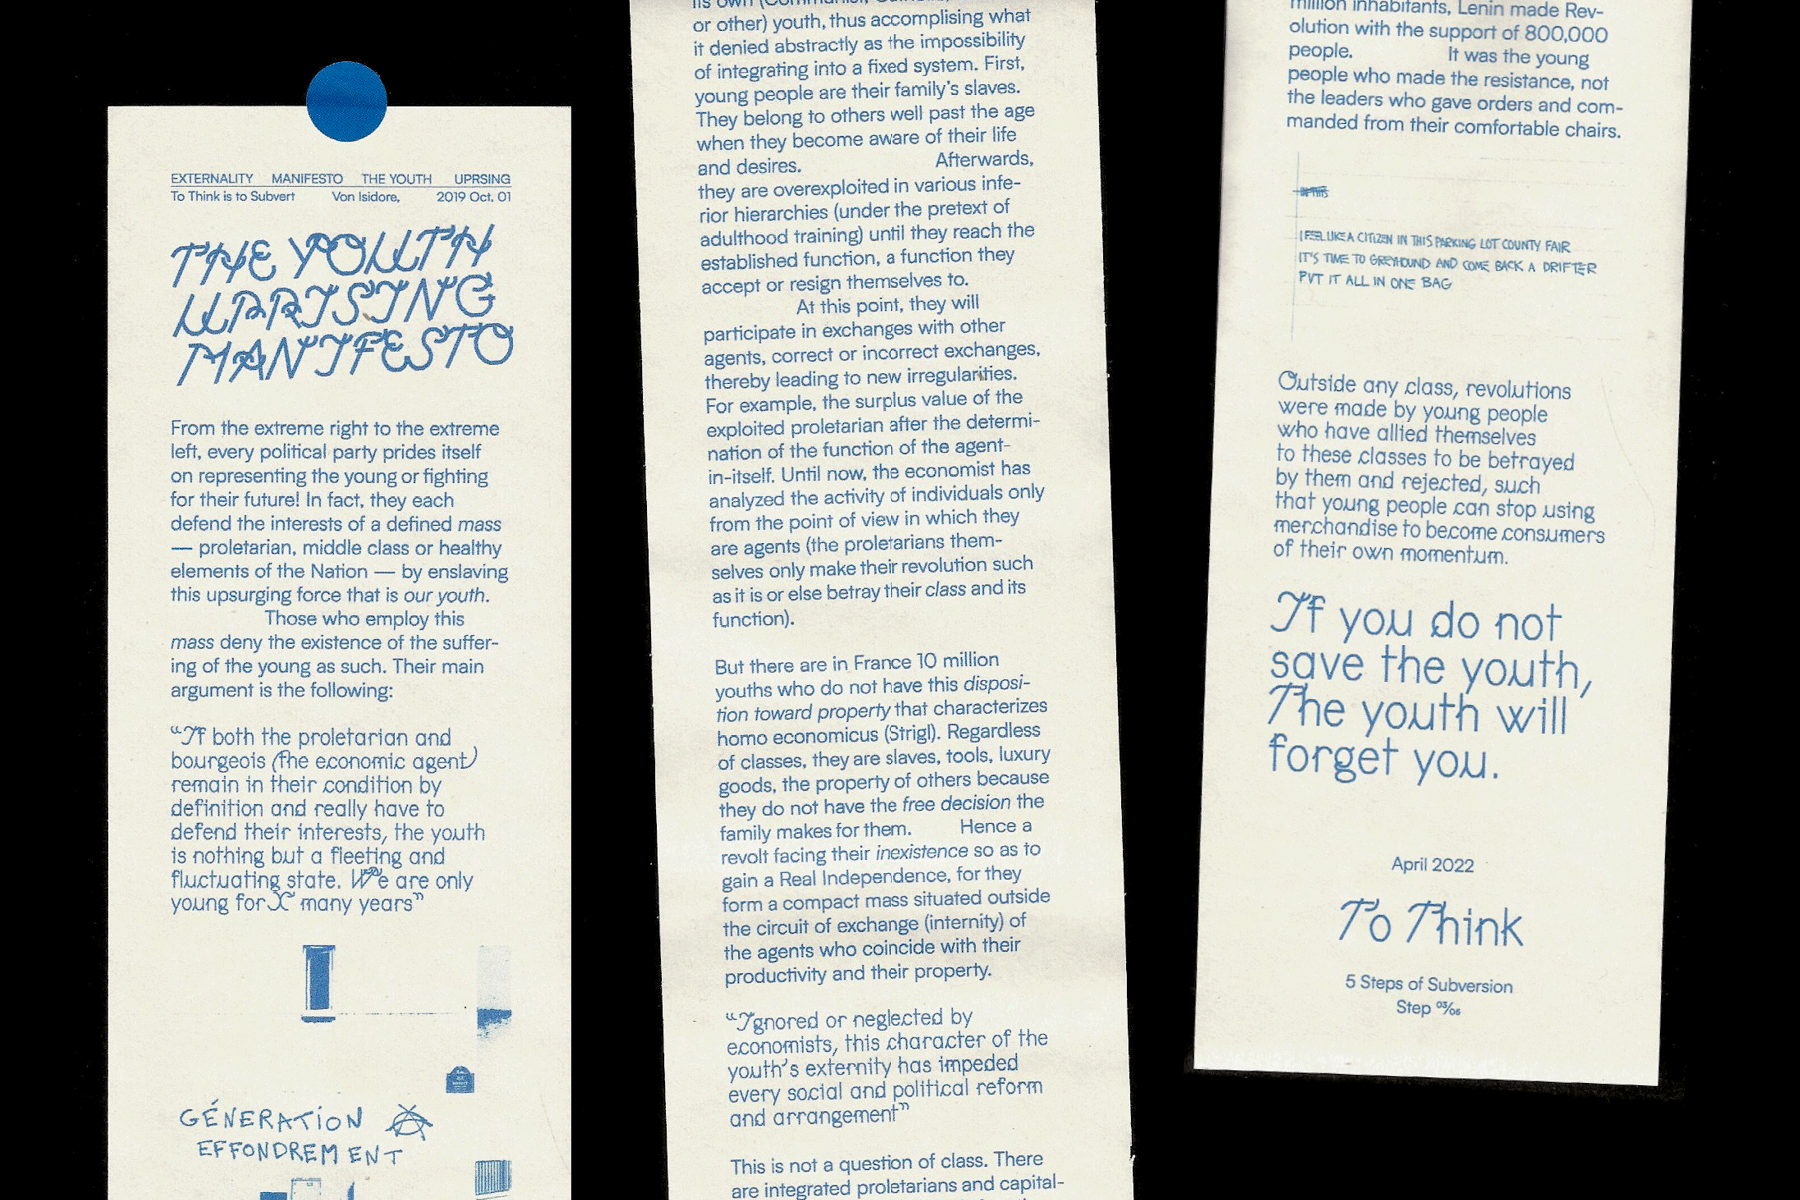 EXTERNALITY MANIFESTO THE YOUTH UPRSING
To Think is to Subvert Von Isidore, 2019 Oct, 01
THE YOUTH
UPRISING
MANIFESTO
From the extreme right to the extreme
left, every political party prides itself
on representing the young or fighting
for their future! In fact, they each
defend the interests of a defined mass
— proletarian, middle class or healthy
elements of the Nation — by enslaving
this upsurging force that is our youth.
Those who employ this
mass deny the existence of the suffer-
ing of the young as such. Their main
argument is the following:
“If both the proletarian and
bourgeois (the economic agent)
remain in their condition by
definition and really have to
defend their interests, the youth
is nothing but a fleeting and
fluctuating state. We are only
young for X many years”
GÉNERATION
EFFONDREMENT
or other) youth, thus accomplising what
it denied abstractly as the impossibility
of integrating into a fixed system. First,
young people are their family’s slaves.
They belong to others well past the age
when they become aware of their life
and desires. Afterwards,
they are overexploited in various infe-
rior hierarchies (under the pretext of
adulthood training) until they reach the
established function, a function they
accept or resign themselves to.
At this point, they will
participate in exchanges with other
agents, correct or incorrect exchanges,
thereby leading to new irregularities.
For example, the surplus value of the
exploited proletarian after the determi-
nation of the function of the agent-
in-itself. Until now, the economist has
analyzed the activity of individuals only
from the point of view in which they
are agents (the proletarians them-
selves only make their revolution such
as it is or else betray their class and its
function).
But there are in France 10 million
youths who do not have this disposi-
tion toward property that characterizes
homo economicus (Strigl). Regardless
of classes, they are slaves, tools, luxury
goods, the property of others because
they do not have the free decision the
family makes for them. Hence a
revolt facing their inexistence so as to
gain a Real Independence, for they
form a compact mass situated outside
the circuit of exchange (internity) of
the agents who coincide with their
productivity and their property.
“Ignored or neglected by
economists, this character of the
youth’s externity has impeded
every social and political reform
and arrangement”
This is not a question of class. There
are integrated proletarians and capital-
million inhabitants, Lenin made Rev-
olution with the support of 800,000
people. It was the young
people who made the resistance, not
the leaders who gave orders and com-
manded from their comfortable chairs.
I FEEL LIKE A CITIZEN IN THIS PARKING LOT COUNTY FAIR
IT'S TIME TO GREYHOUND AND COME BACK A DRIFTER
PUT IT ALL IN ONE BAG
Outside any class, revolutions
were made by young people
who have allied themselves
to these classes to be betrayed
by them and rejected, such
that young people can stop using
merchandise to become consumers
of their own momentum.
If you do not
save the youth,
The youth will
forget you.
April 2022
To Think
5 Steps of Subversion
Step